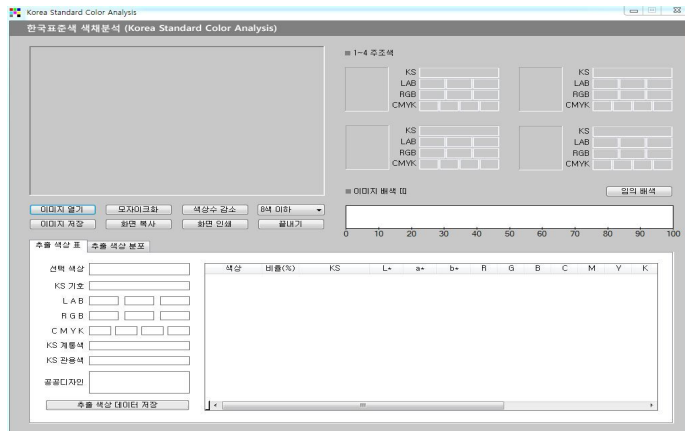 Korea Standard Color Analysis
한국표준색 색채분석 (Korea Standard Color Analysis)
1~4 주조색
KS
LAB
RGB
CMYK
KS
LAB
RGB
CMYK
KS
LAB
RGB
CMYK
KS
LAB
RGB
CMYK
이미지 배색 [I]
임의 배색
0 10 20 30 40 50 60 70 80 90 100
이미지 열기 모자이크화 색상수 감소 8색 이하
이미지 저장 화면 복사 화면 인쇄 끝내기
추출 색상 표 추출 색상 분포
선택 색상
KS 기호
L A B
R G B
C M Y K
KS 계통색
KS 관용색
공공디자인
추출 색상 데이터 저장
색상 비율(%) KS L* a* b* R G B C M Y K